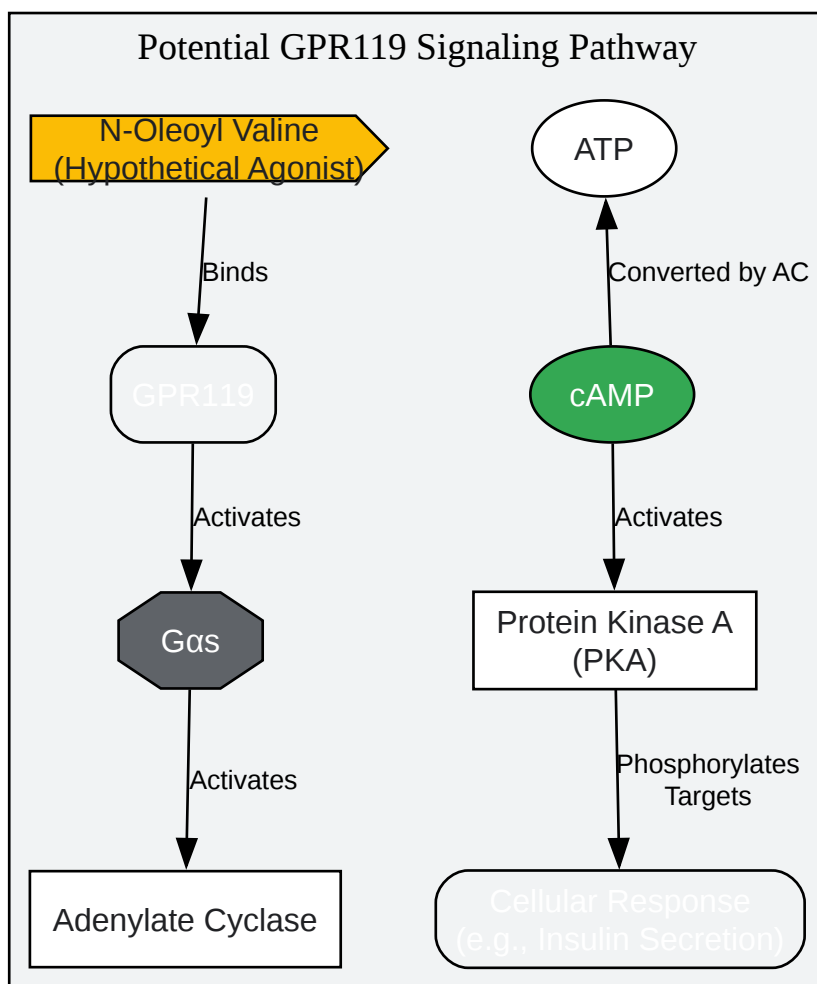 Potential GPR119 Signaling Pathway
N-Oleoyl Valine
(Hypothetical Agonist)
Binds
GPR119
Activates
Gαs
Activates
Adenylate Cyclase
ATP
Converted by AC
cAMP
Activates
Protein Kinase A
(PKA)
Phosphorylates
Targets
Cellular Response
(e.g., Insulin Secretion)